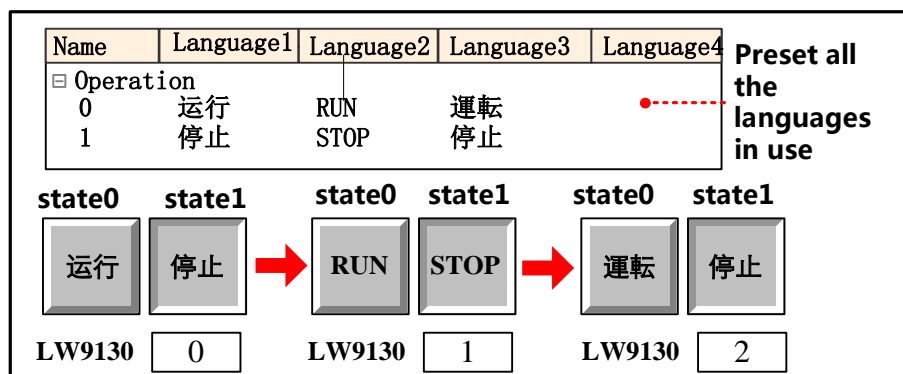 Name Language1 Language2 Language3 Language4
Operation
0 运行 RUN 運転
1 停止 STOP 停止
Preset all
the
languages
in use
state0 state1 state0 state1 state0 state1
运行 停止 RUN STOP 運転 停止
LW9130 0 LW9130 1 LW9130 2